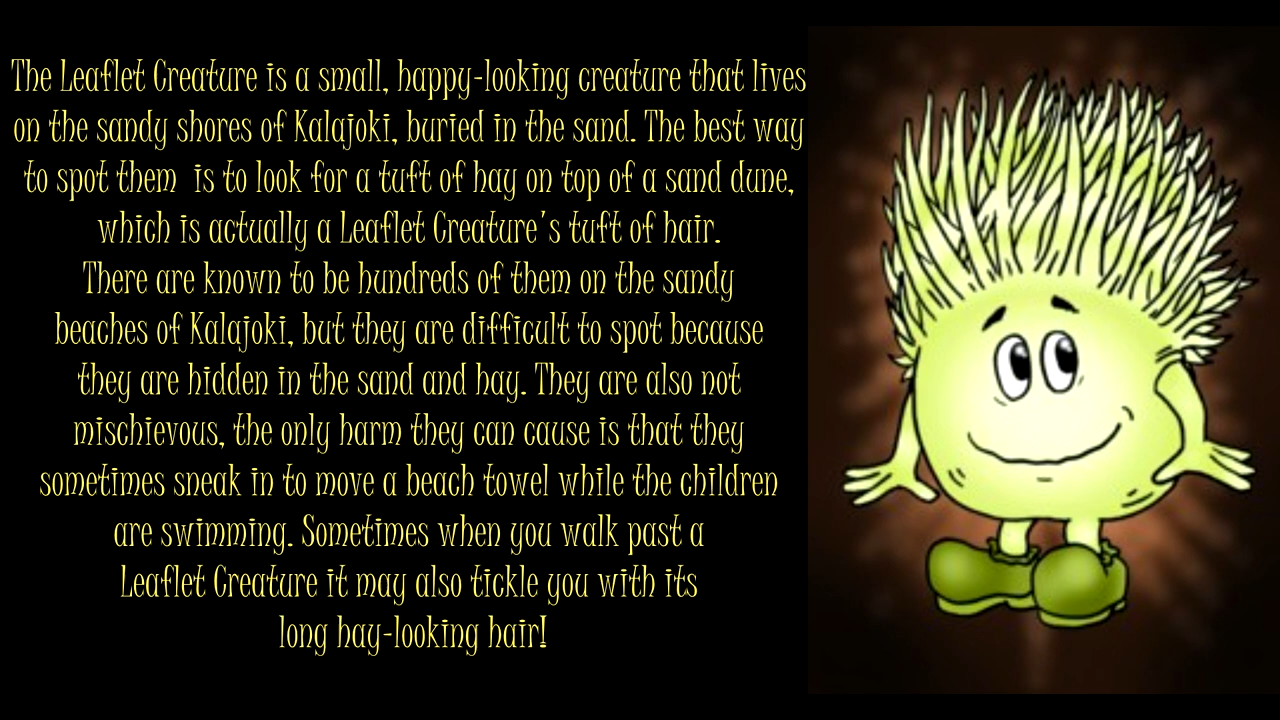 The Leaflet Creature is a small, happy-looking creature that lives
on the sandy shores of Kalajoki, buried in the sand. The best way
to spot them  is to look for a tuft of hay on top of a sand dune,
which is actually a Leaflet Creature's tuft of hair.
There are known to be hundreds of them on the sandy
beaches of Kalajoki, but they are difficult to spot because
they are hidden in the sand and hay. They are also not
mischievous, the only harm they can cause is that they
sometimes sneak in to move a beach towel while the children
are swimming. Sometimes when you walk past a
Leaflet Creature it may also tickle you with its
long hay-looking hair!